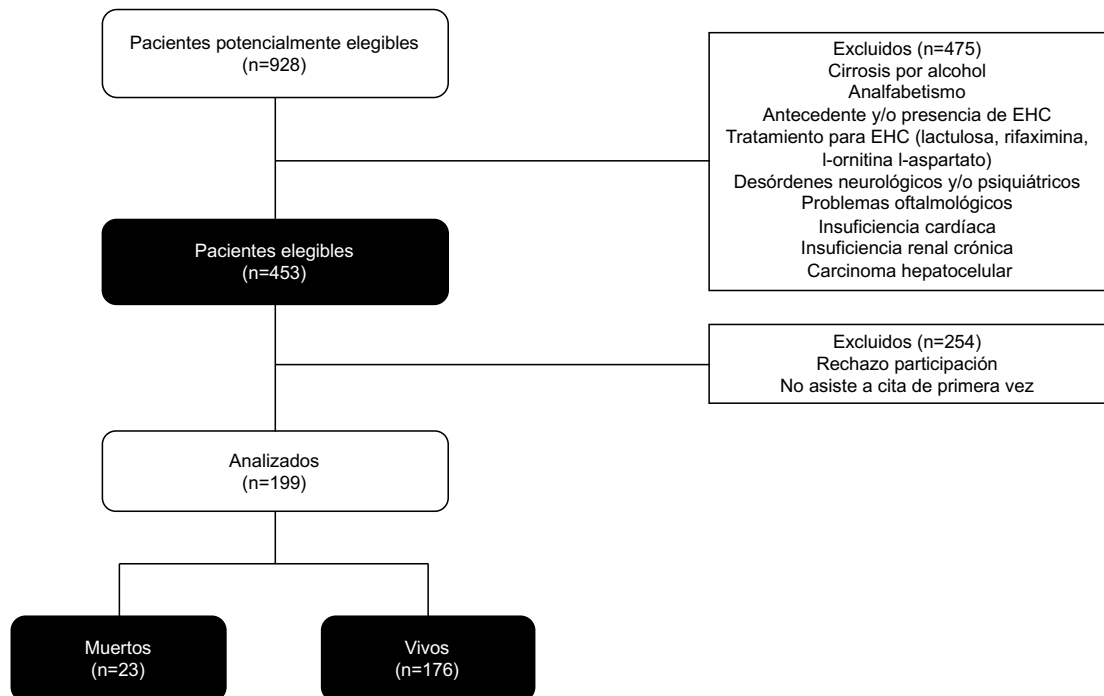 Pacientes potencialmente elegibles
(n=928)
Excluidos (n=475)
Cirrosis por alcohol
Analfabetismo
Antecedente y/o presencia de EHC
Tratamiento para EHC (lactulosa, rifaximina,
l-ornitina l-aspartato)
Desórdenes neurológicos y/o psiquiátricos
Problemas oftalmológicos
Insuficiencia cardíaca
Insuficiencia renal crónica
Carcinoma hepatocelular
Pacientes elegibles
(n=453)
Excluidos (n=254)
Rechazo participación
No asiste a cita de primera vez
Analizados
(n=199)
Muertos
(n=23)
Vivos
(n=176)